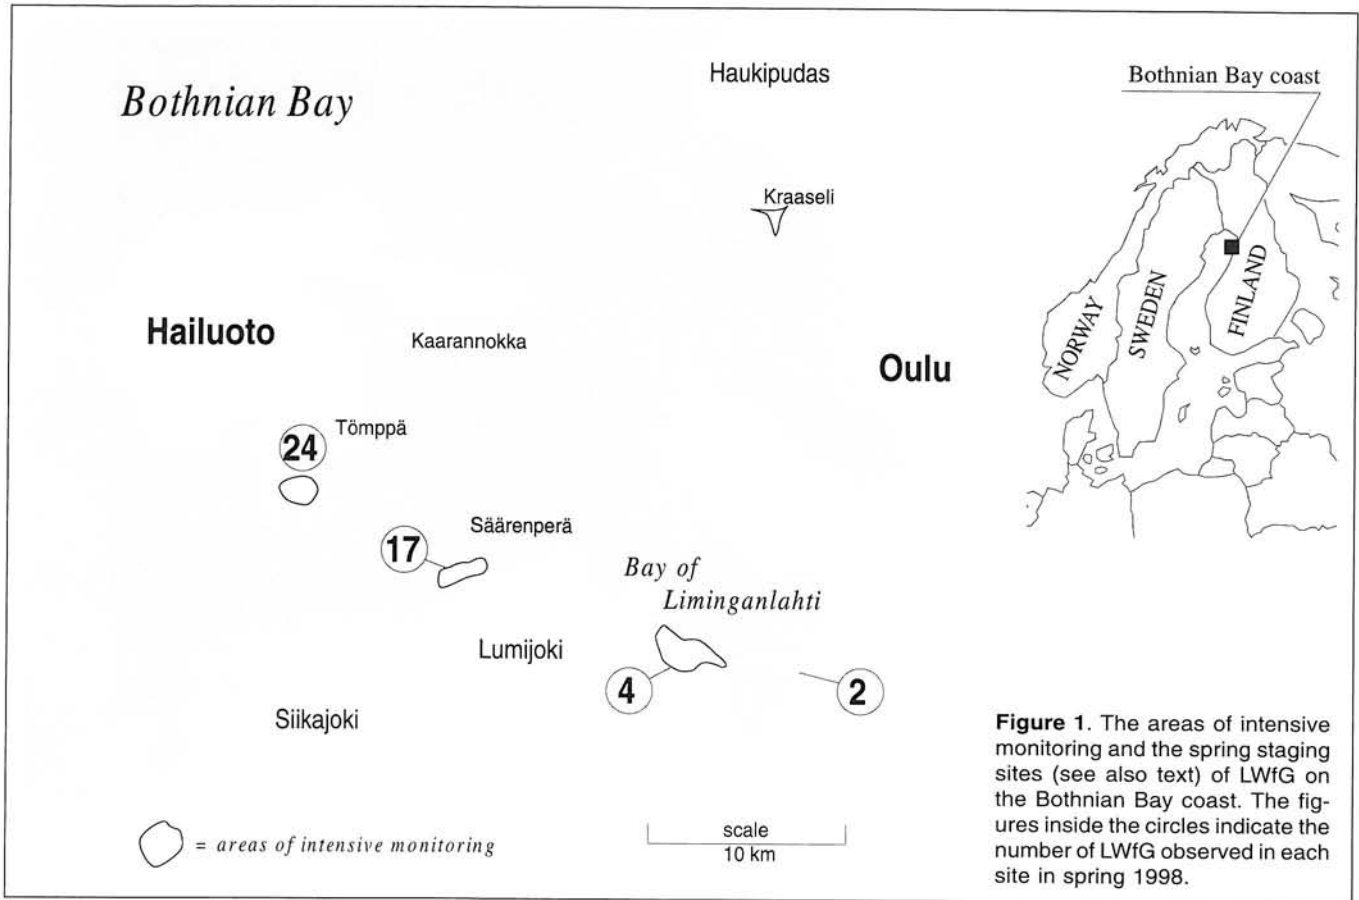 Bothnian Bay
Haukipudas
Bothnian Bay coast
Kraaseli
NORWAY
SWEDEN
FINLAND
Hailuoto
Kaarannokka
Oulu
Tömppä
24
Säärenperä
17
Bay of
Liminganlahti
Lumijoki
4
2
Siikajoki
= areas of intensive monitoring
scale
10 km
Figure 1. The areas of intensive
monitoring and the spring staging
sites (see also text) of LWfG on
the Bothnian Bay coast. The fig-
ures inside the circles indicate the
number of LWfG observed in each
site in spring 1998.